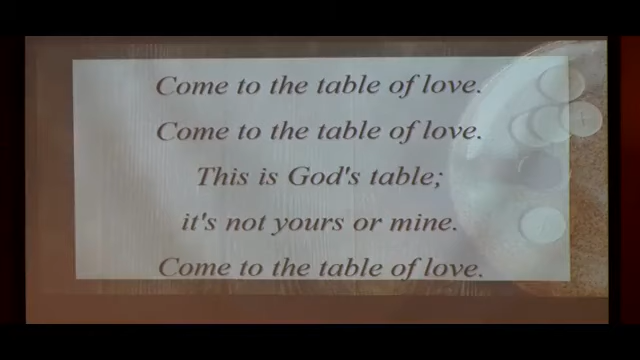 Come to the table of love.
Come to the table of love.
This is God's table;
it's not yours or mine.
Come to the table of love.